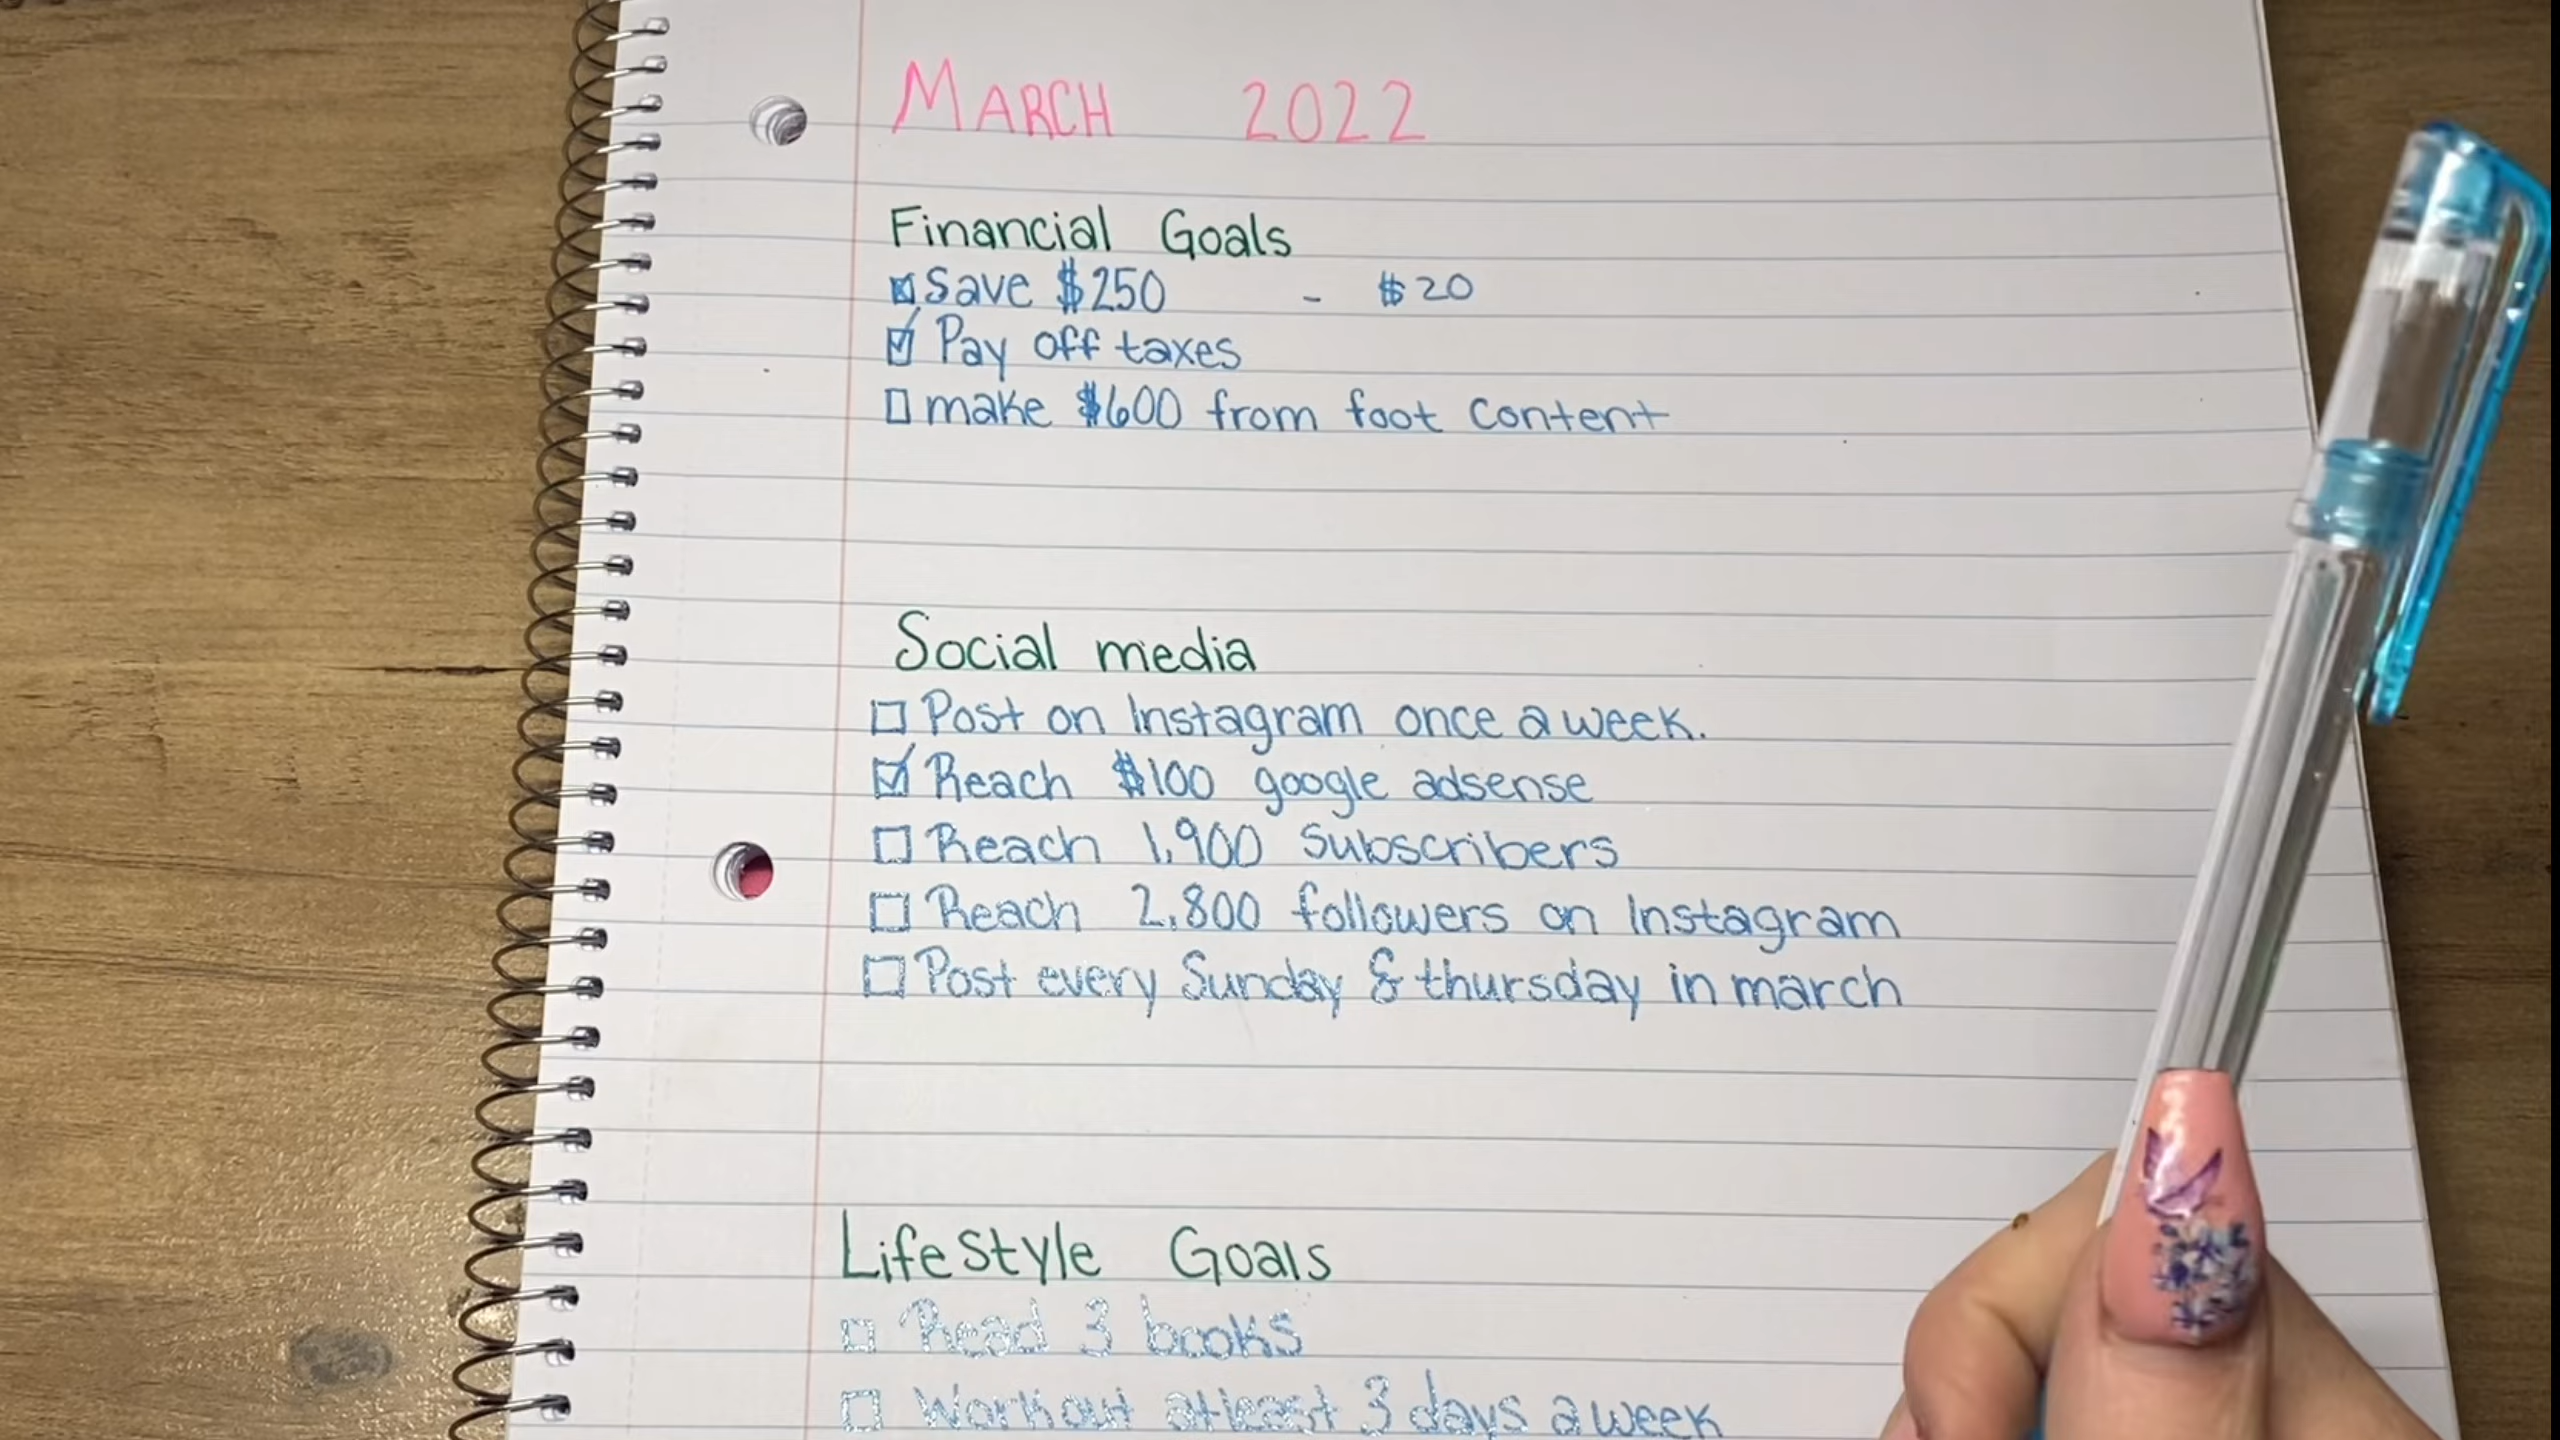 MARCH 2022
Financial Goals
☒ Save $250 - $20
☑ Pay off taxes
☐ make $600 from foot content
Social media
☐ Post on Instagram once a week.
☑ Reach $100 google adsense
☐ Reach 1,900 Subscribers
☐ Reach 2,800 followers on Instagram
☐ Post every Sunday & thursday in march
Lifestyle Goals
☐ Read 3 books
☐ Workout atleast 3 days a week